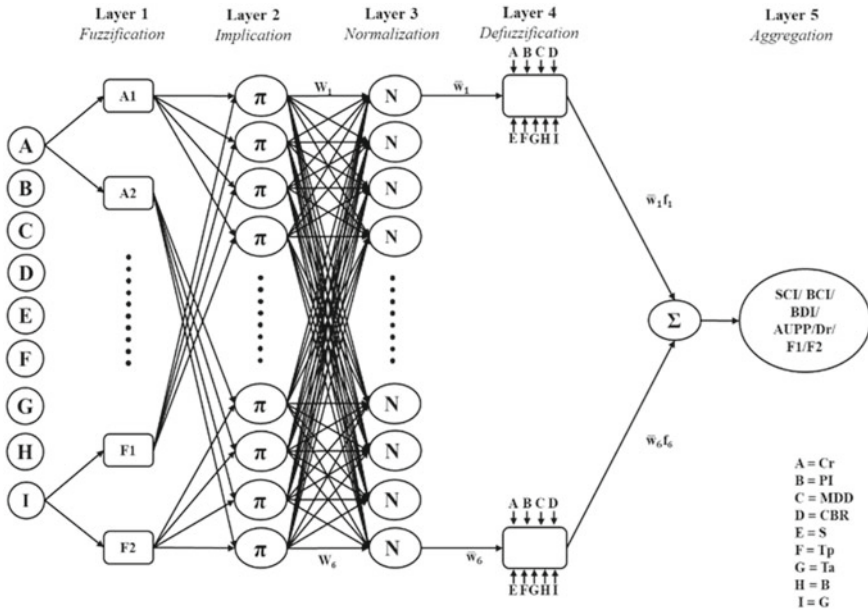 Layer 1 Layer 2 Layer 3 Layer 4 Layer 5
Fuzzification Implication Normalization Defuzzification Aggregation
A B C D
A1 π W₁ N w̅₁
E F G H I
A π N
B A2 π N w̅₁f₁
C π N
D
E Σ SCI/ BCI/
BDI/
AUPP/Dr/
F1/F2
F
G π N
H F1 π N w̅₆f₆
I π N
A B C D
F2 π W₆ N w̅₆
E F G H I
A = Cr
B = PI
C = MDD
D = CBR
E = S
F = Tp
G = Ta
H = B
I = G